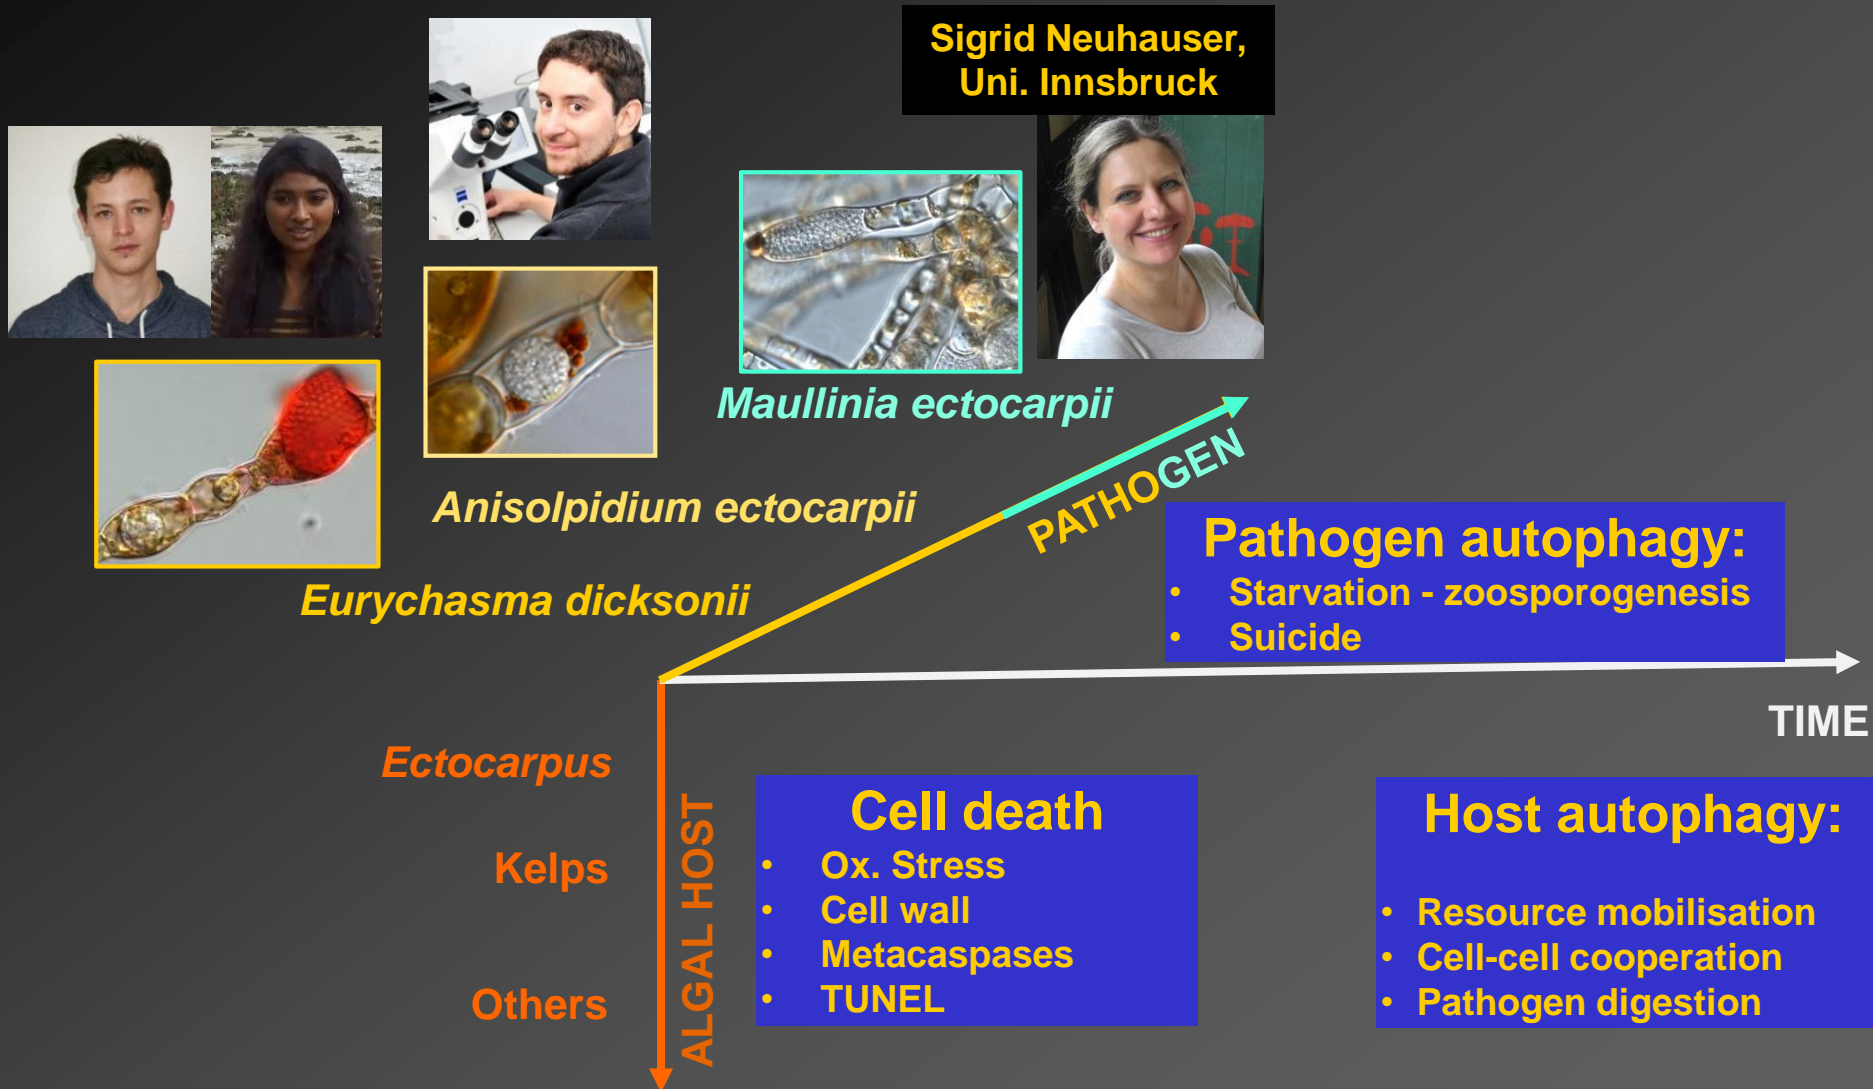 Sigrid Neuhauser,
Uni. Innsbruck
Maullinia ectocarpii
Anisolpidium ectocarpii
Eurychasma dicksonii
PATHOGEN
Pathogen autophagy:
• Starvation - zoosporogenesis
• Suicide
TIME
Ectocarpus
Kelps
Others
ALGAL HOST
Cell death
• Ox. Stress
• Cell wall
• Metacaspases
• TUNEL
Host autophagy:
• Resource mobilisation
• Cell-cell cooperation
• Pathogen digestion